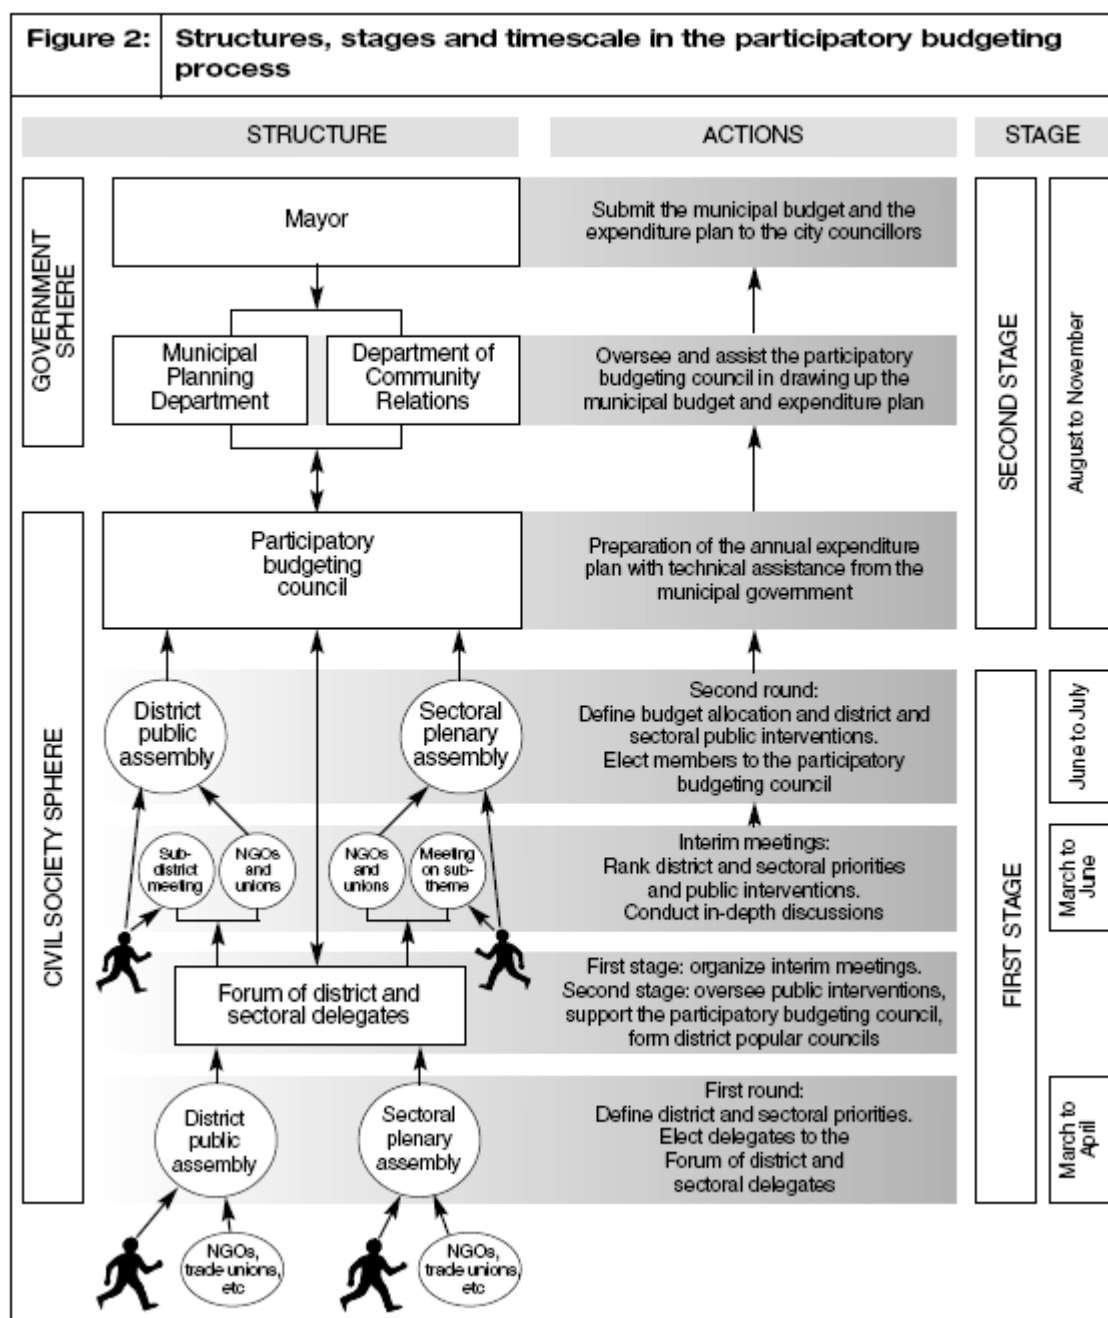 Figure 2:
Structures, stages and timescale in the participatory budgeting
process
STRUCTURE
ACTIONS
STAGE
GOVERNMENT
SPHERE
Mayor
Submit the municipal budget and the
expenditure plan to the city councillors
Municipal
Planning
Department
Department of
Community
Relations
Oversee and assist the participatory
budgeting council in drawing up the
municipal budget and expenditure plan
SECOND STAGE
August to November
CIVIL SOCIETY SPHERE
Participatory
budgeting
council
Preparation of the annual expenditure
plan with technical assistance from the
municipal government
District
public
assembly
Sectoral
plenary
assembly
Second round:
Define budget allocation and district and
sectoral public interventions.
Elect members to the participatory
budgeting council
FIRST STAGE
June to July
Sub-
district
meeting
NGOs
and
unions
NGOs
and
unions
Meeting
on sub-
theme
Interim meetings:
Rank district and sectoral priorities
and public interventions.
Conduct in-depth discussions
March to
June
Forum of district and
sectoral delegates
First stage: organize interim meetings.
Second stage: oversee public interventions,
support the participatory budgeting council,
form district popular councils
District
public
assembly
Sectoral
plenary
assembly
First round:
Define district and sectoral priorities.
Elect delegates to the
Forum of district and
sectoral delegates
March to
April
NGOs,
trade unions,
etc
NGOs,
trade unions,
etc